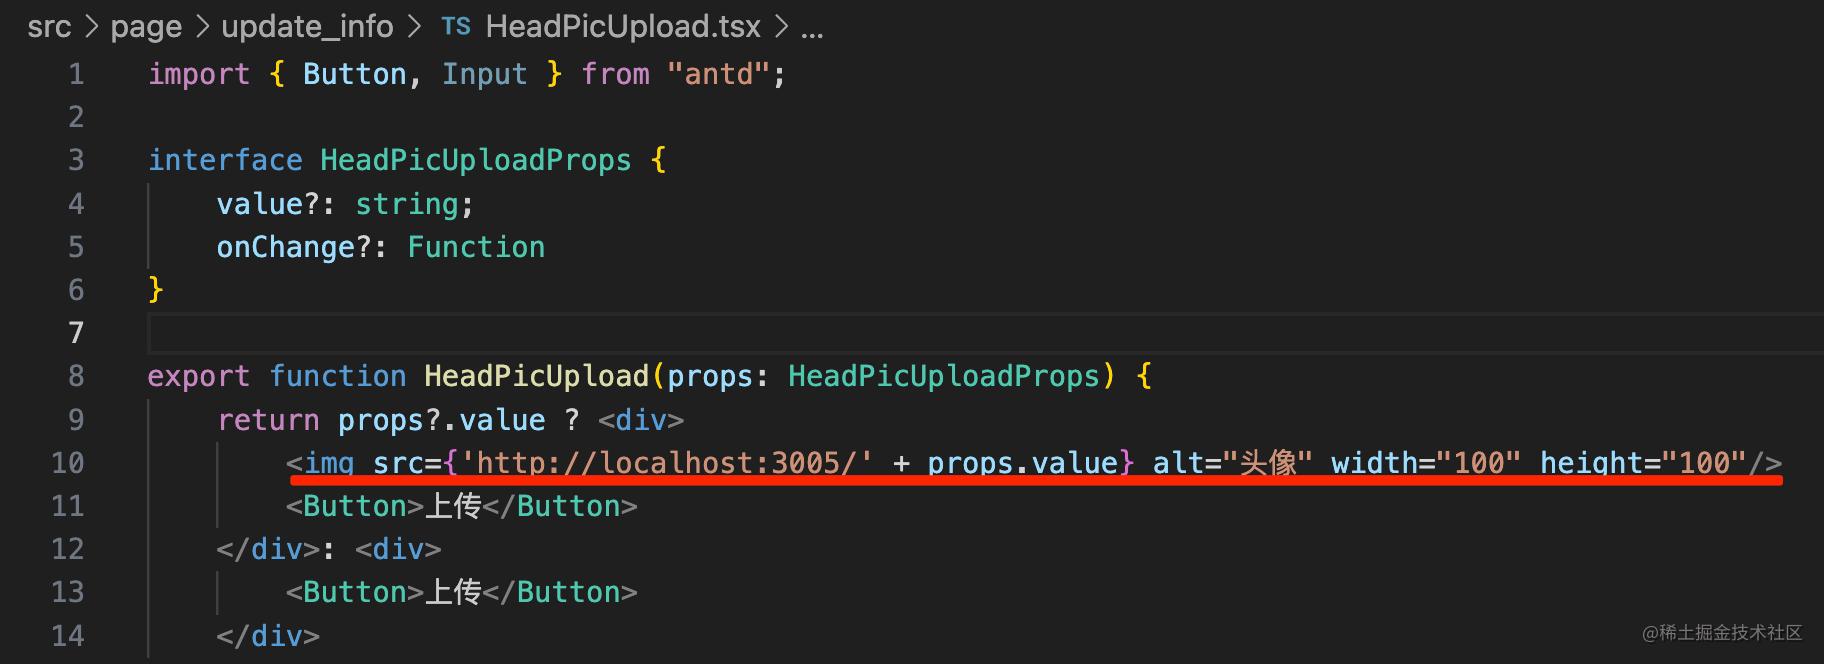 src > page > update_info > TS HeadPicUpload.tsx > ...
1 import { Button, Input } from "antd";
2
3 interface HeadPicUploadProps {
4 value?: string;
5 onChange?: Function
6 }
7
8 export function HeadPicUpload(props: HeadPicUploadProps) {
9 return props?.value ? <div>
10 <img src={'http://localhost:3005/' + props.value} alt="头像" width="100" height="100"/>
11 <Button>上传</Button>
12 </div>: <div>
13 <Button>上传</Button>
14 </div>
@稀土掘金技术社区